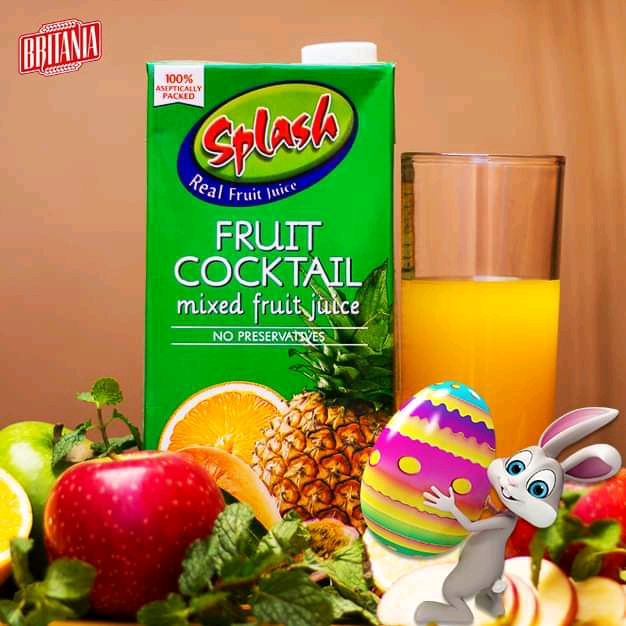 BRITANIA
100%
ASEPTICALLY
PACKED
Splash
Real Fruit Juice
FRUIT
COCKTAIL
mixed fruit juice
NO PRESERVATIVES